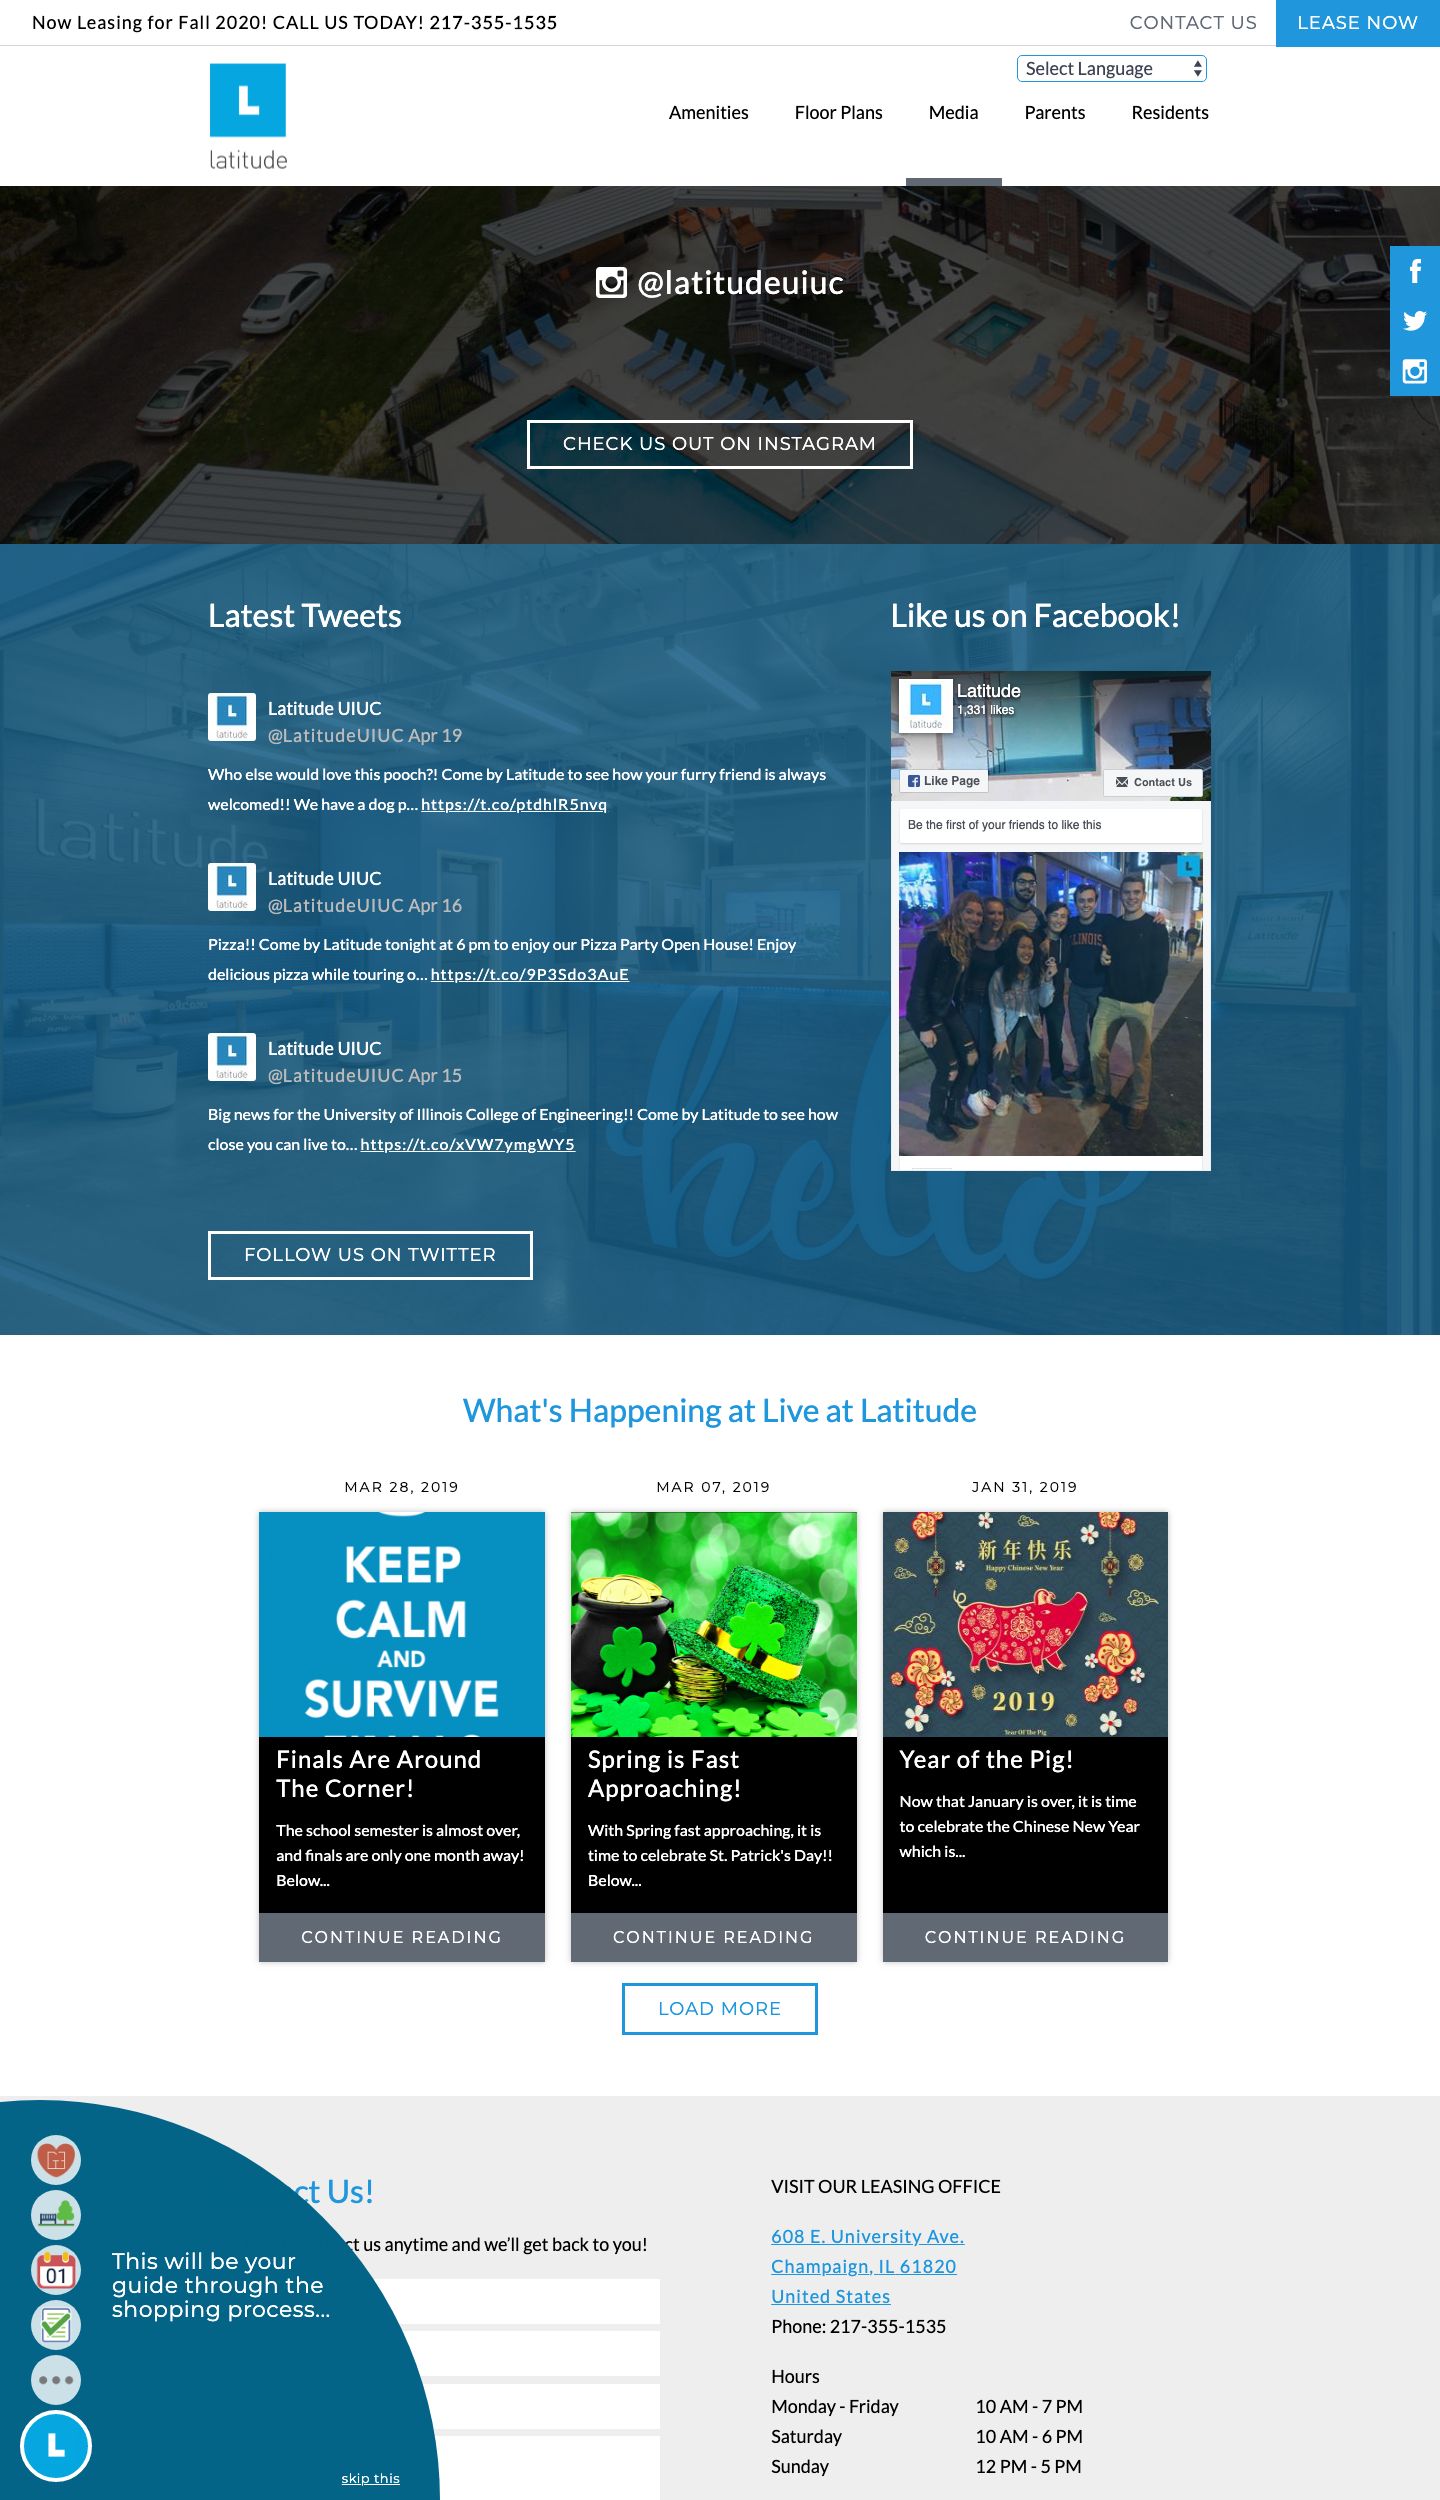 Now Leasing for Fall 2020! CALL US TODAY! 217-355-1535
CONTACT US
LEASE NOW
Select Language
L
latitude
Amenities
Floor Plans
Media
Parents
Residents
@latitudeuiuc
CHECK US OUT ON INSTAGRAM
Latest Tweets
Latitude UIUC
@LatitudeUIUC Apr 19
Who else would love this pooch?! Come by Latitude to see how your furry friend is always
welcomed!! We have a dog p... https://t.co/ptdhlR5nvq
Latitude UIUC
@LatitudeUIUC Apr 16
Pizza!! Come by Latitude tonight at 6 pm to enjoy our Pizza Party Open House! Enjoy
delicious pizza while touring o... https://t.co/9P3Sdo3AuE
Latitude UIUC
@LatitudeUIUC Apr 15
Big news for the University of Illinois College of Engineering!! Come by Latitude to see how
close you can live to... https://t.co/xVW7ymgWY5
FOLLOW US ON TWITTER
latitude
hello
Like us on Facebook!
Latitude
1,331 likes
L
latitude
Like Page
Contact Us
Be the first of your friends to like this
ILLINOIS
What's Happening at Live at Latitude
MAR 28, 2019
KEEP
CALM
AND
SURVIVE
Finals Are Around
The Corner!
The school semester is almost over,
and finals are only one month away!
Below...
CONTINUE READING
MAR 07, 2019
Spring is Fast
Approaching!
With Spring fast approaching, it is
time to celebrate St. Patrick's Day!!
Below...
CONTINUE READING
JAN 31, 2019
新年快乐
Happy Chinese New Year
2019
Year Of The Pig
Year of the Pig!
Now that January is over, it is time
to celebrate the Chinese New Year
which is...
CONTINUE READING
LOAD MORE
ct Us!
ct us anytime and we'll get back to you!
01
This will be your
guide through the
shopping process...
L
skip this
VISIT OUR LEASING OFFICE
608 E. University Ave.
Champaign, IL 61820
United States
Phone: 217-355-1535
Hours
Monday - Friday 10 AM - 7 PM
Saturday 10 AM - 6 PM
Sunday 12 PM - 5 PM